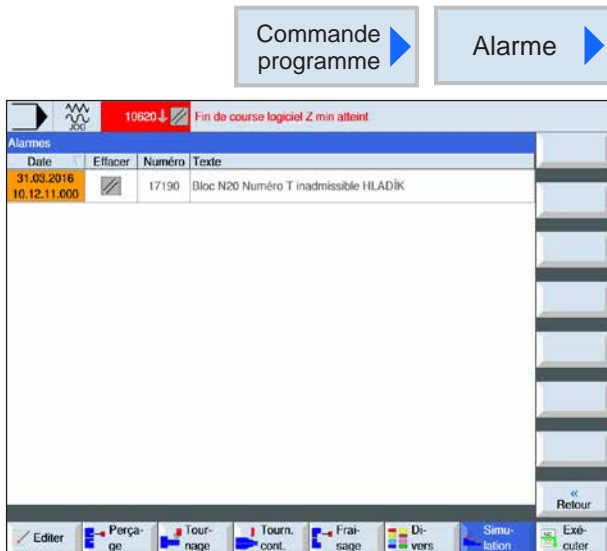 Commande
programme
Alarme
JOG
10620 Fin de course logiciel Z min atteint
Alarmes
Date Effacer Numéro Texte
31.03.2016
10.12.11,000
17190 Bloc N20 Numéro T inadmissible HLADÍK
«
Retour
Editer
Perça-
ge
Tour-
nage
Tourn.
cont.
Frai-
sage
Di-
vers
Simu-
lation
Exé-
cuter